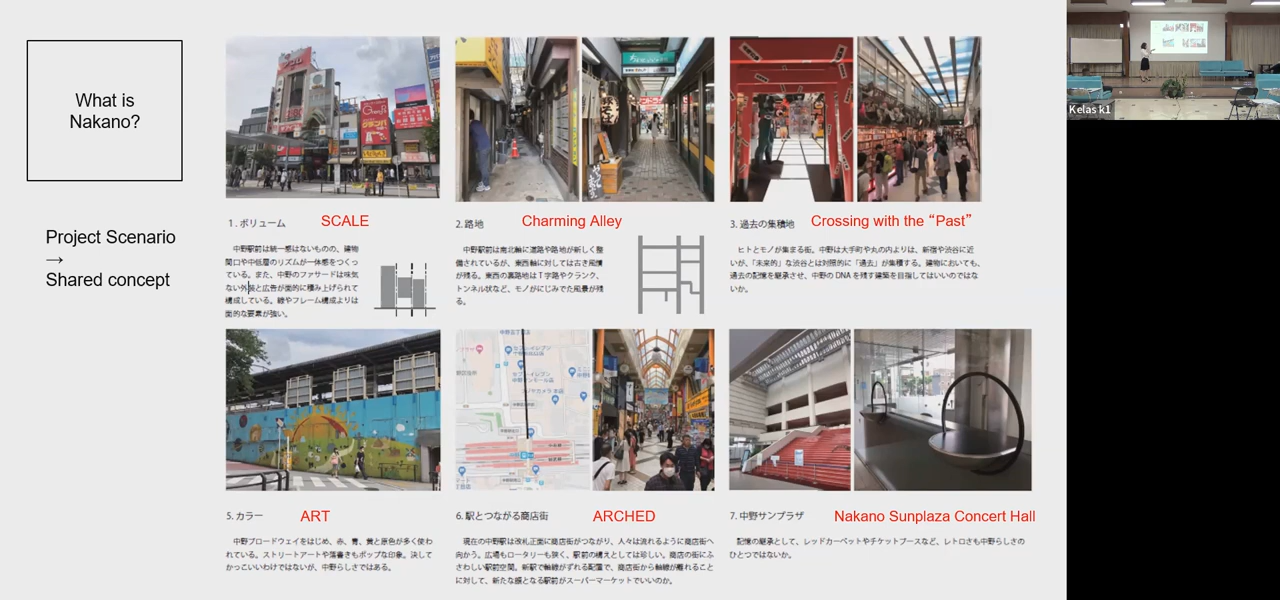 What is
Nakano?
Project Scenario
→
Shared concept
1. ボリューム
SCALE
中野駅前は統一感はないものの、建物
間口や中低層のリズムが一体感をつくっ
ている。また、中野のファサードは味気
ない外装と広告が面的に積み上げられて
構成している。線やフレーム構成よりは
面的な要素が強い。
2. 路地
Charming Alley
中野駅前は南北軸に道路や路地が新しく整
備されているが、東西軸に対しては古き風情
が残る。東西の裏路地はT字路やクランク、
トンネル状など、モノがにじみでた風景が残
る。
3. 過去の集積地
Crossing with the “Past”
ヒトとモノが集まる街。中野は大手町や丸の内よりは、新宿や渋谷に近
いが、「未来的」な渋谷とは対照的に「過去」が集積する。建物においても、
過去の記憶を継承させ、中野の DNA を残す建築を目指してはいいのではな
いか。
5. カラー
ART
中野ブロードウェイをはじめ、赤、青、黄と原色が多く使わ
れている。ストリートアートや落書きもポップな印象。決して
かっこいいわけではないが、中野らしさではある。
6. 駅とつながる商店街
ARCHED
現在の中野駅は改札正面に商店街がつながり、人々は流れるように商店街へ
向かう。広場もロータリーも狭く、駅前の構えとしては珍しい。商店の街にふ
さわしい駅前空間。新駅で軸線がずれる配置で、商店街から軸線が離れること
に対して、新たな顔となる駅前がスーパーマーケットでいいのか。
7. 中野サンプラザ
Nakano Sunplaza Concert Hall
記憶の継承として、レッドカーペットやチケットブースなど、レトロさも中野らしさの
ひとつではないか。
Kelas k1